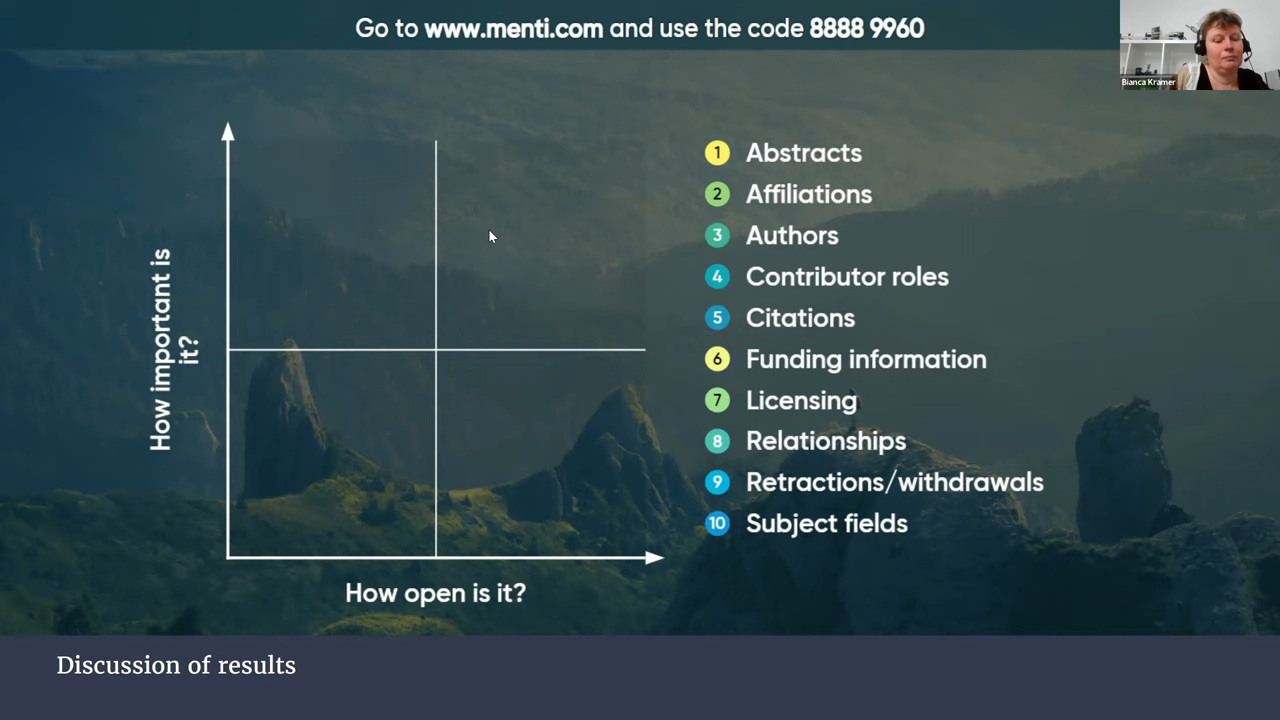 Go to www.menti.com and use the code 8888 9960
Bianca Kramer
How important is
it?
1 Abstracts
2 Affiliations
3 Authors
4 Contributor roles
5 Citations
6 Funding information
7 Licensing
8 Relationships
9 Retractions/withdrawals
10 Subject fields
How open is it?
Discussion of results